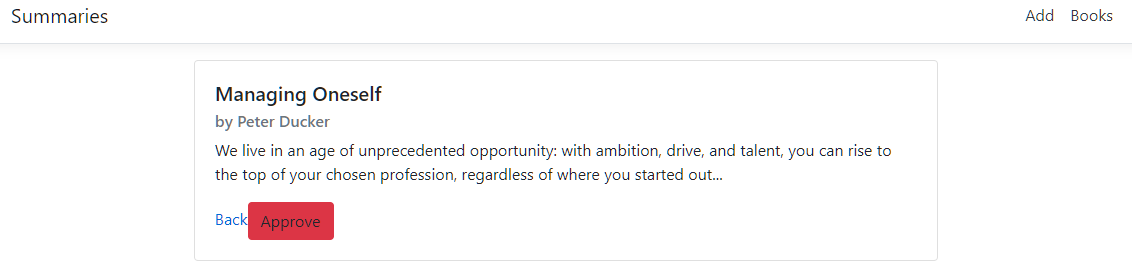 Summaries
Add Books
Managing Oneself
by Peter Ducker
We live in an age of unprecedented opportunity: with ambition, drive, and talent, you can rise to
the top of your chosen profession, regardless of where you started out...
Back Approve